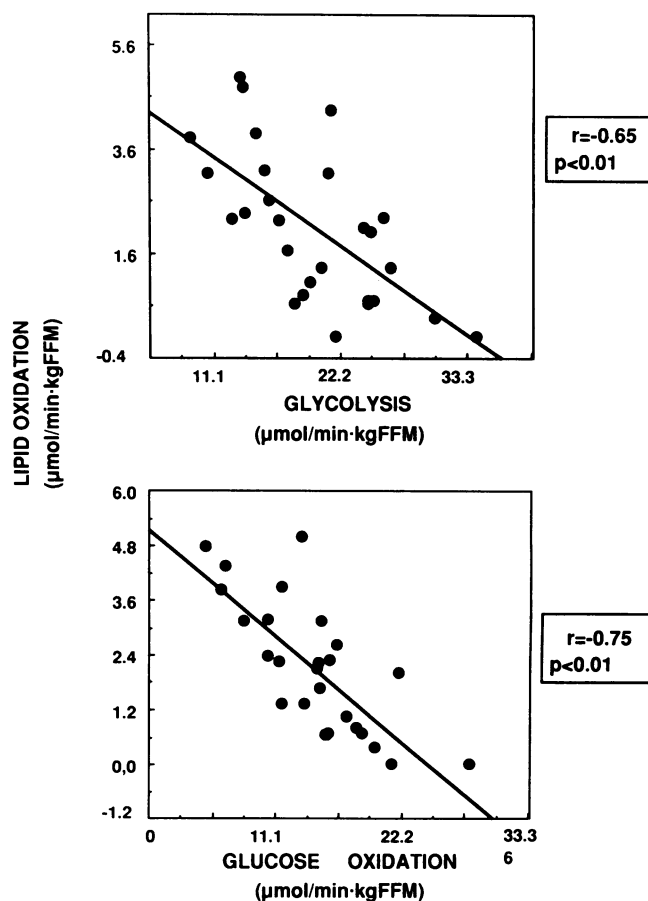 5.6
3.6
1.6
-0.4
11.1 22.2 33.3
GLYCOLYSIS
(µmol/min·kgFFM)
r=-0.65
p<0.01
LIPID OXIDATION
(µmol/min·kgFFM)
6.0
4.8
3.6
2.4
1.2
0,0
-1.2
0 11.1 22.2 33.3
6
GLUCOSE OXIDATION
(µmol/min·kgFFM)
r=-0.75
p<0.01